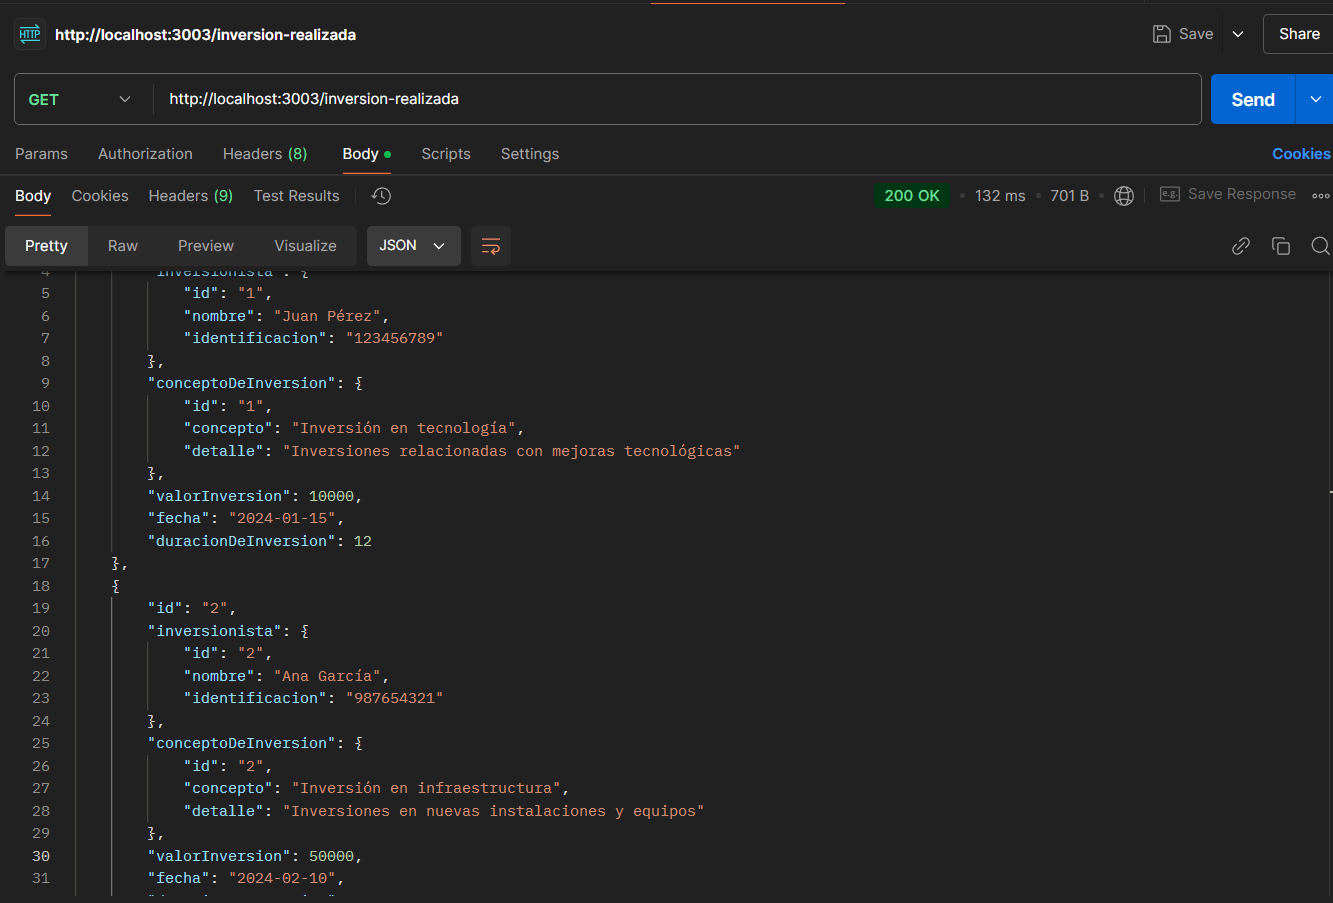 HTTP http://localhost:3003/inversion-realizada Save Share
GET http://localhost:3003/inversion-realizada Send
Params Authorization Headers (8) Body Scripts Settings Cookies
Body Cookies Headers (9) Test Results 200 OK • 132 ms • 701 B • e.g. Save Response
Pretty Raw Preview Visualize JSON
4 "inversionista": {
5 "id": "1",
6 "nombre": "Juan Pérez",
7 "identificacion": "123456789"
8 },
9 "conceptoDeInversion": {
10 "id": "1",
11 "concepto": "Inversión en tecnología",
12 "detalle": "Inversiones relacionadas con mejoras tecnológicas"
13 },
14 "valorInversion": 10000,
15 "fecha": "2024-01-15",
16 "duracionDeInversion": 12
17 },
18 {
19 "id": "2",
20 "inversionista": {
21 "id": "2",
22 "nombre": "Ana García",
23 "identificacion": "987654321"
24 },
25 "conceptoDeInversion": {
26 "id": "2",
27 "concepto": "Inversión en infraestructura",
28 "detalle": "Inversiones en nuevas instalaciones y equipos"
29 },
30 "valorInversion": 50000,
31 "fecha": "2024-02-10",